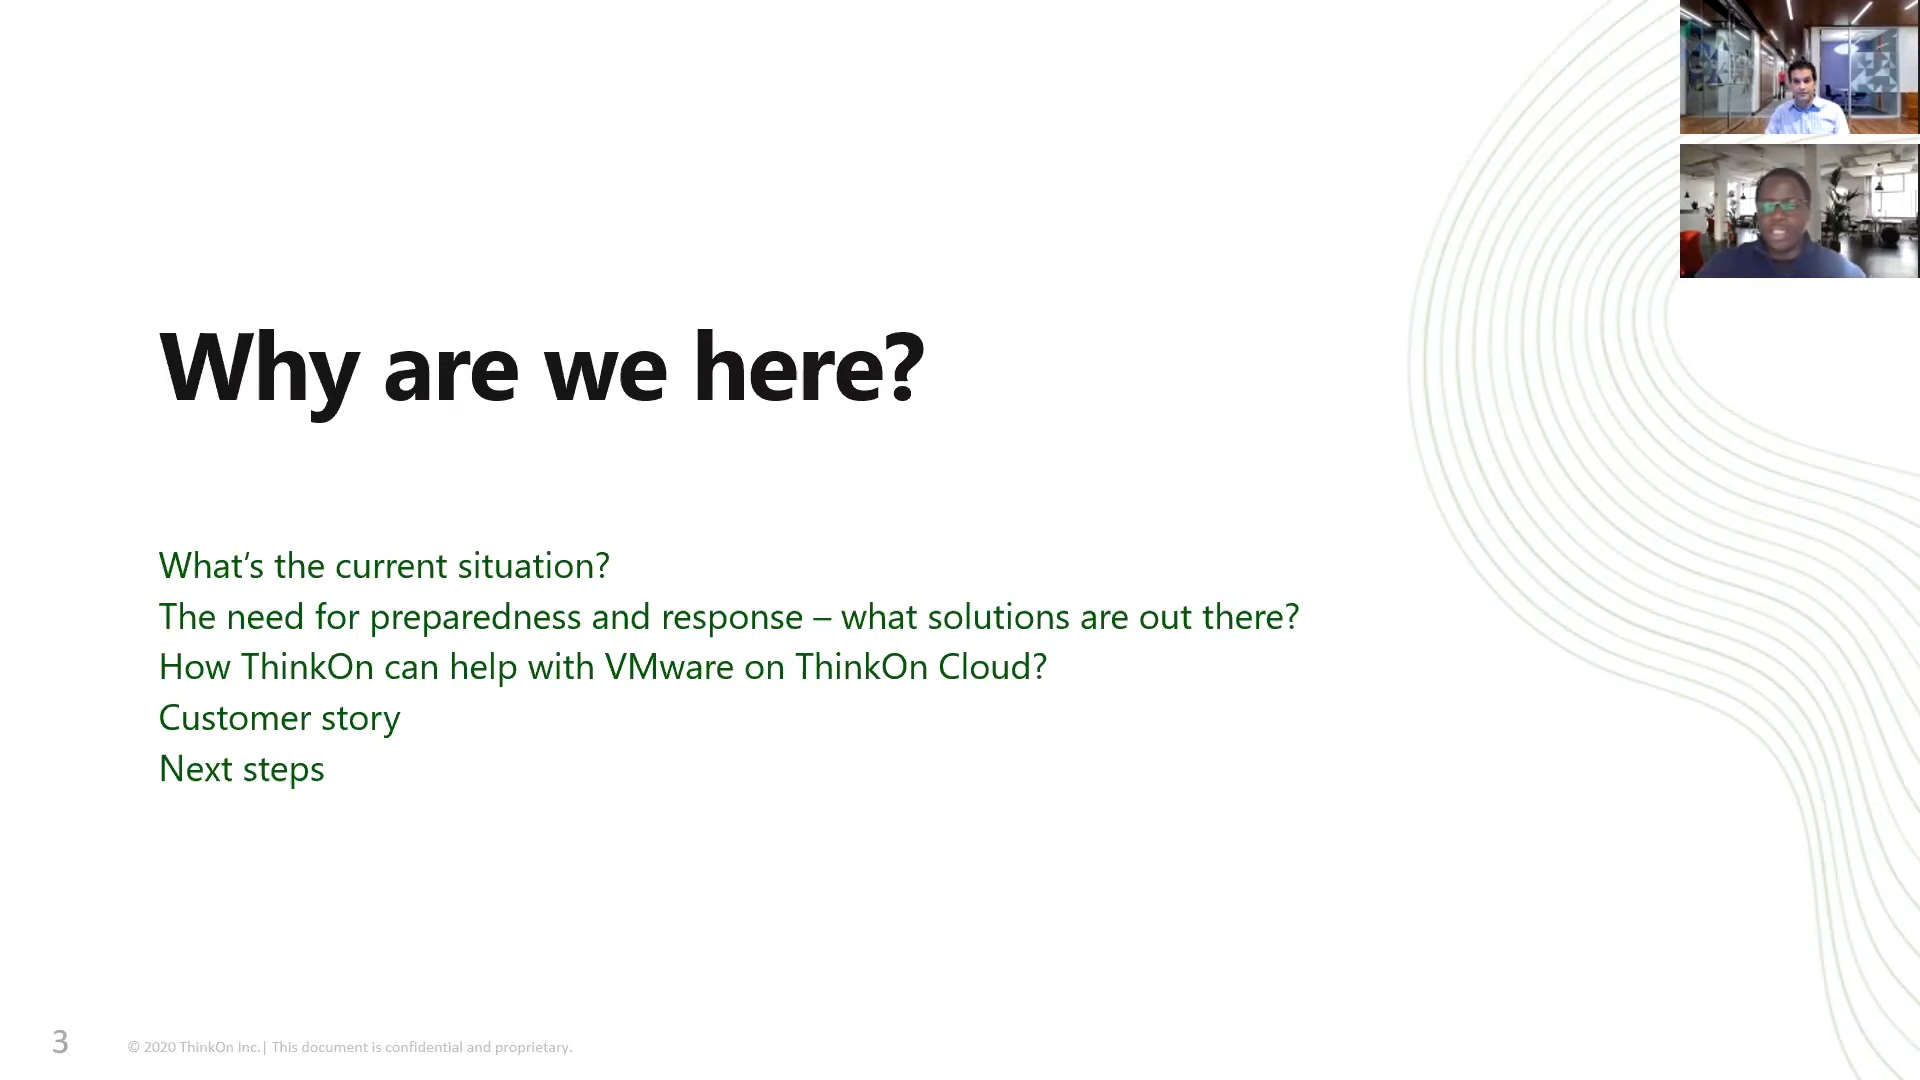 Why are we here?
What's the current situation?
The need for preparedness and response – what solutions are out there?
How ThinkOn can help with VMware on ThinkOn Cloud?
Customer story
Next steps
3
© 2020 ThinkOn Inc.| This document is confidential and proprietary.